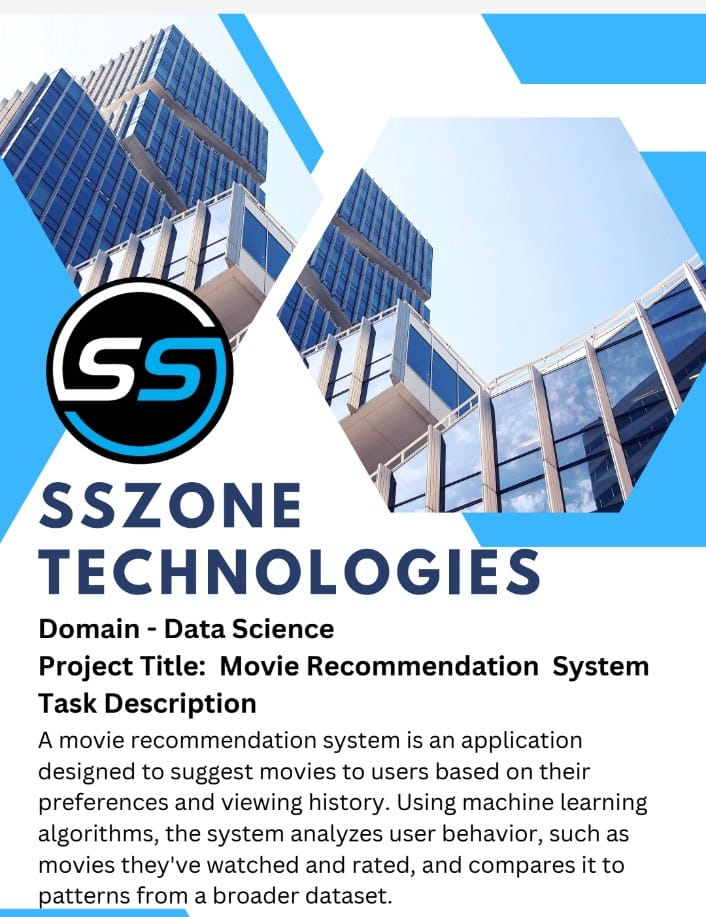 SS
SSZONE
TECHNOLOGIES
Domain - Data Science
Project Title: Movie Recommendation System
Task Description
A movie recommendation system is an application
designed to suggest movies to users based on their
preferences and viewing history. Using machine learning
algorithms, the system analyzes user behavior, such as
movies they've watched and rated, and compares it to
patterns from a broader dataset.